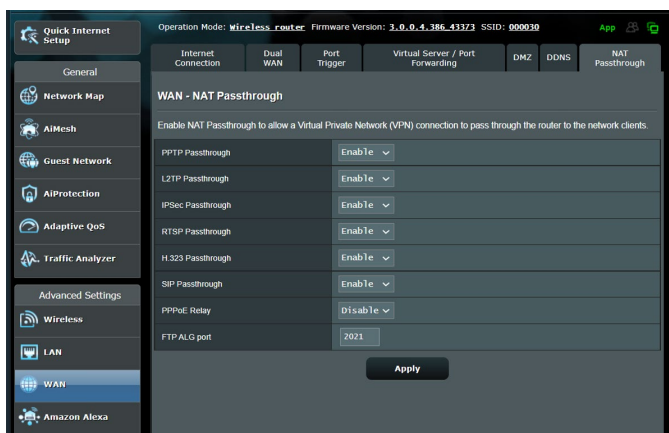 Quick Internet
Setup
Operation Mode: Wireless router Firmware Version: 3.0.0.4.386_43373 SSID: 000030
App
Internet
Connection
Dual
WAN
Port
Trigger
Virtual Server / Port
Forwarding
DMZ
DDNS
NAT
Passthrough
General
Network Map
AiMesh
Guest Network
AiProtection
Adaptive QoS
Traffic Analyzer
Advanced Settings
Wireless
LAN
WAN
Amazon Alexa
WAN - NAT Passthrough
Enable NAT Passthrough to allow a Virtual Private Network (VPN) connection to pass through the router to the network clients.
PPTP Passthrough Enable
L2TP Passthrough Enable
IPSec Passthrough Enable
RTSP Passthrough Enable
H.323 Passthrough Enable
SIP Passthrough Enable
PPPoE Relay Disable
FTP ALG port 2021
Apply